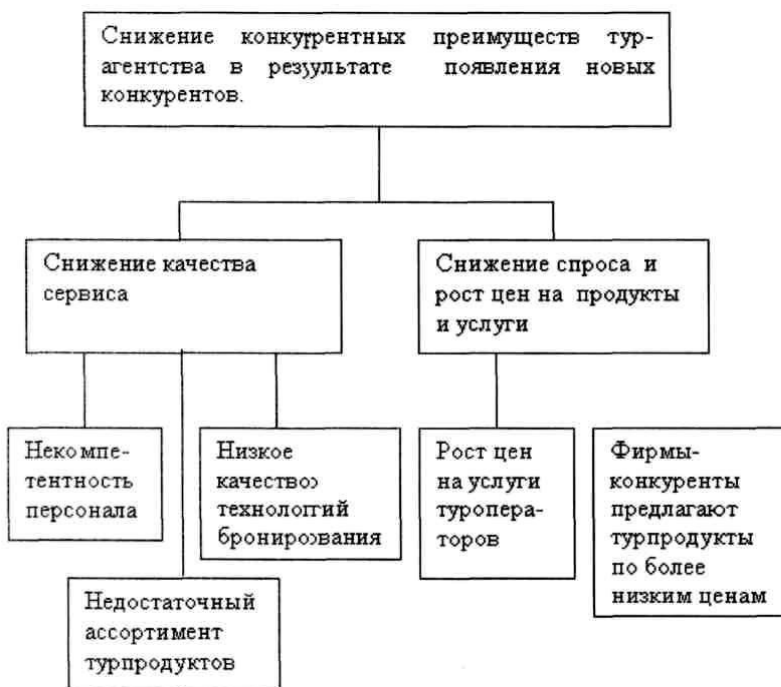 Снижение конкурентных преимуществ тур-
агентства в результате появления новых
конкурентов.
Снижение качества
сервиса
Снижение спроса и
рост цен на продукты
и услуги
Некомпе-
тентность
персонала
Низкое
качество
технологий
бронирования
Рост цен
на услуги
туропера-
торов
Фирмы-
конкуренты
предлагают
турпродукты
по более
низким ценам
Недостаточный
ассортимент
турпродуктов